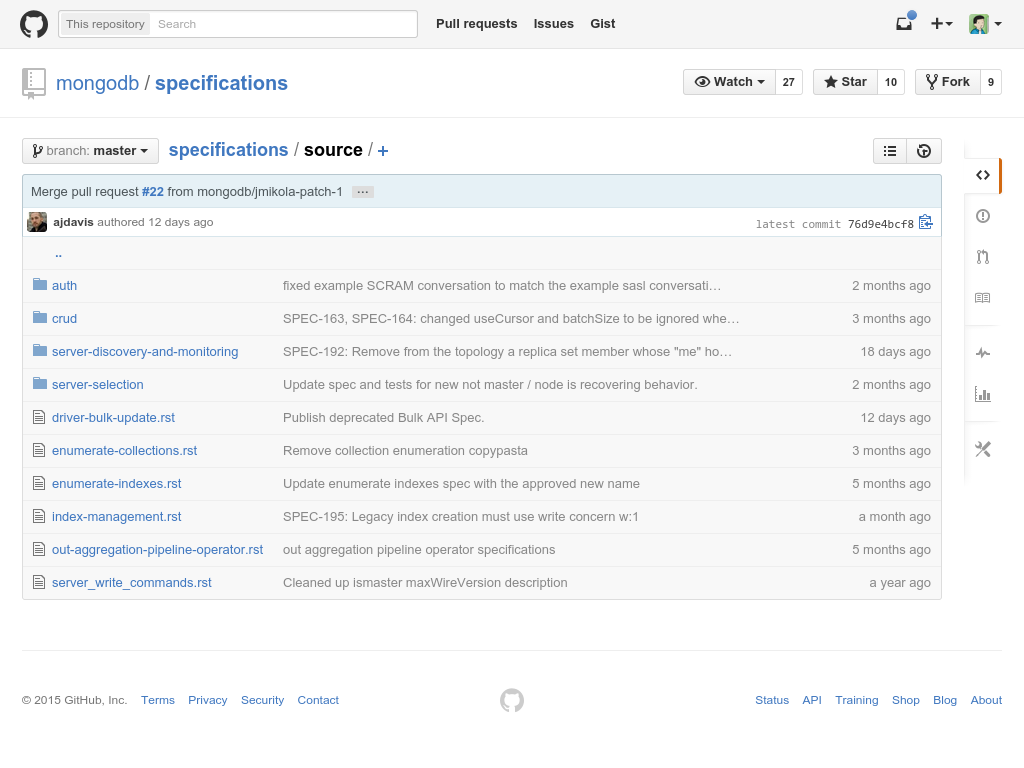 This repository Search Pull requests Issues Gist
mongodb / specifications Watch 27 Star 10 Fork 9
branch: master specifications / source / +
Merge pull request #22 from mongodb/jmikola-patch-1 …
ajdavis authored 12 days ago latest commit 76d9e4bcf8
..
auth fixed example SCRAM conversation to match the example sasl conversati… 2 months ago
crud SPEC-163, SPEC-164: changed useCursor and batchSize to be ignored whe… 3 months ago
server-discovery-and-monitoring SPEC-192: Remove from the topology a replica set member whose "me" ho… 18 days ago
server-selection Update spec and tests for new not master / node is recovering behavior. 2 months ago
driver-bulk-update.rst Publish deprecated Bulk API Spec. 12 days ago
enumerate-collections.rst Remove collection enumeration copypasta 3 months ago
enumerate-indexes.rst Update enumerate indexes spec with the approved new name 5 months ago
index-management.rst SPEC-195: Legacy index creation must use write concern w:1 a month ago
out-aggregation-pipeline-operator.rst out aggregation pipeline operator specifications 5 months ago
server_write_commands.rst Cleaned up ismaster maxWireVersion description a year ago
© 2015 GitHub, Inc. Terms Privacy Security Contact Status API Training Shop Blog About